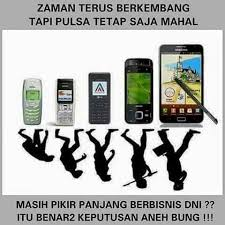 ZAMAN TERUS BERKEMBANG
TAPI PULSA TETAP SAJA MAHAL
MASIH PIKIR PANJANG BERBISNIS DNI ??
ITU BENAR2 KEPUTUSAN ANEH BUNG !!!